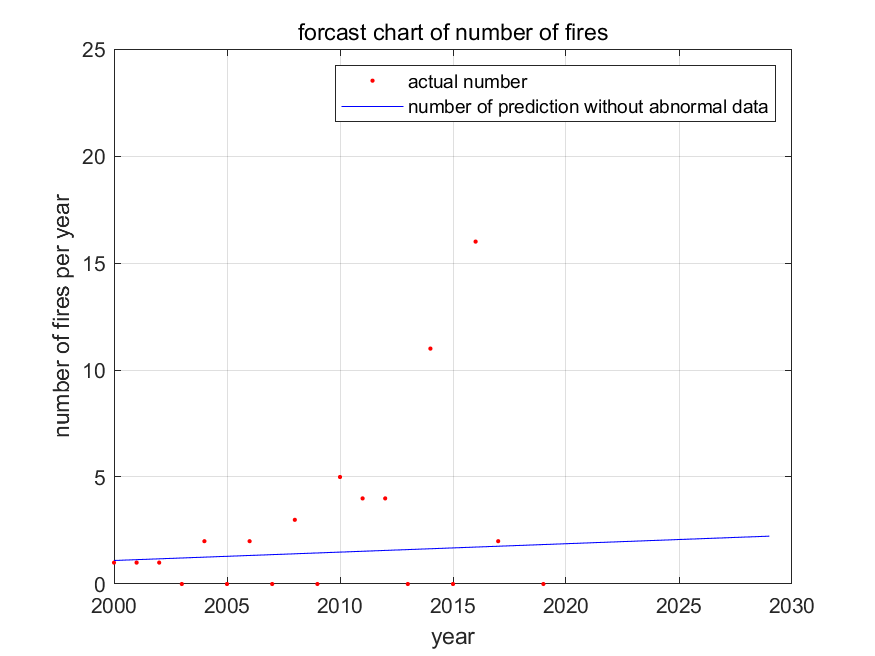 forcast chart of number of fires
25
actual number
number of prediction without abnormal data
20
15
10
5
0
number of fires per year
2000 2005 2010 2015 2020 2025 2030
year